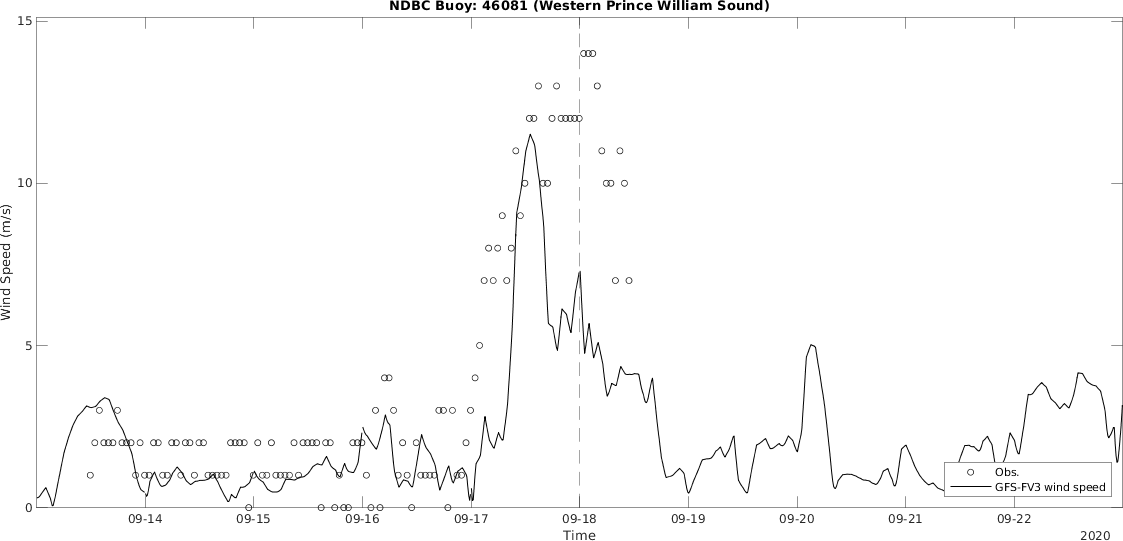 NDBC Buoy: 46081 (Western Prince William Sound)
15
10
5
0
Wind Speed (m/s)
09-14 09-15 09-16 09-17 09-18 09-19 09-20 09-21 09-22
Time
2020
Obs.
GFS-FV3 wind speed